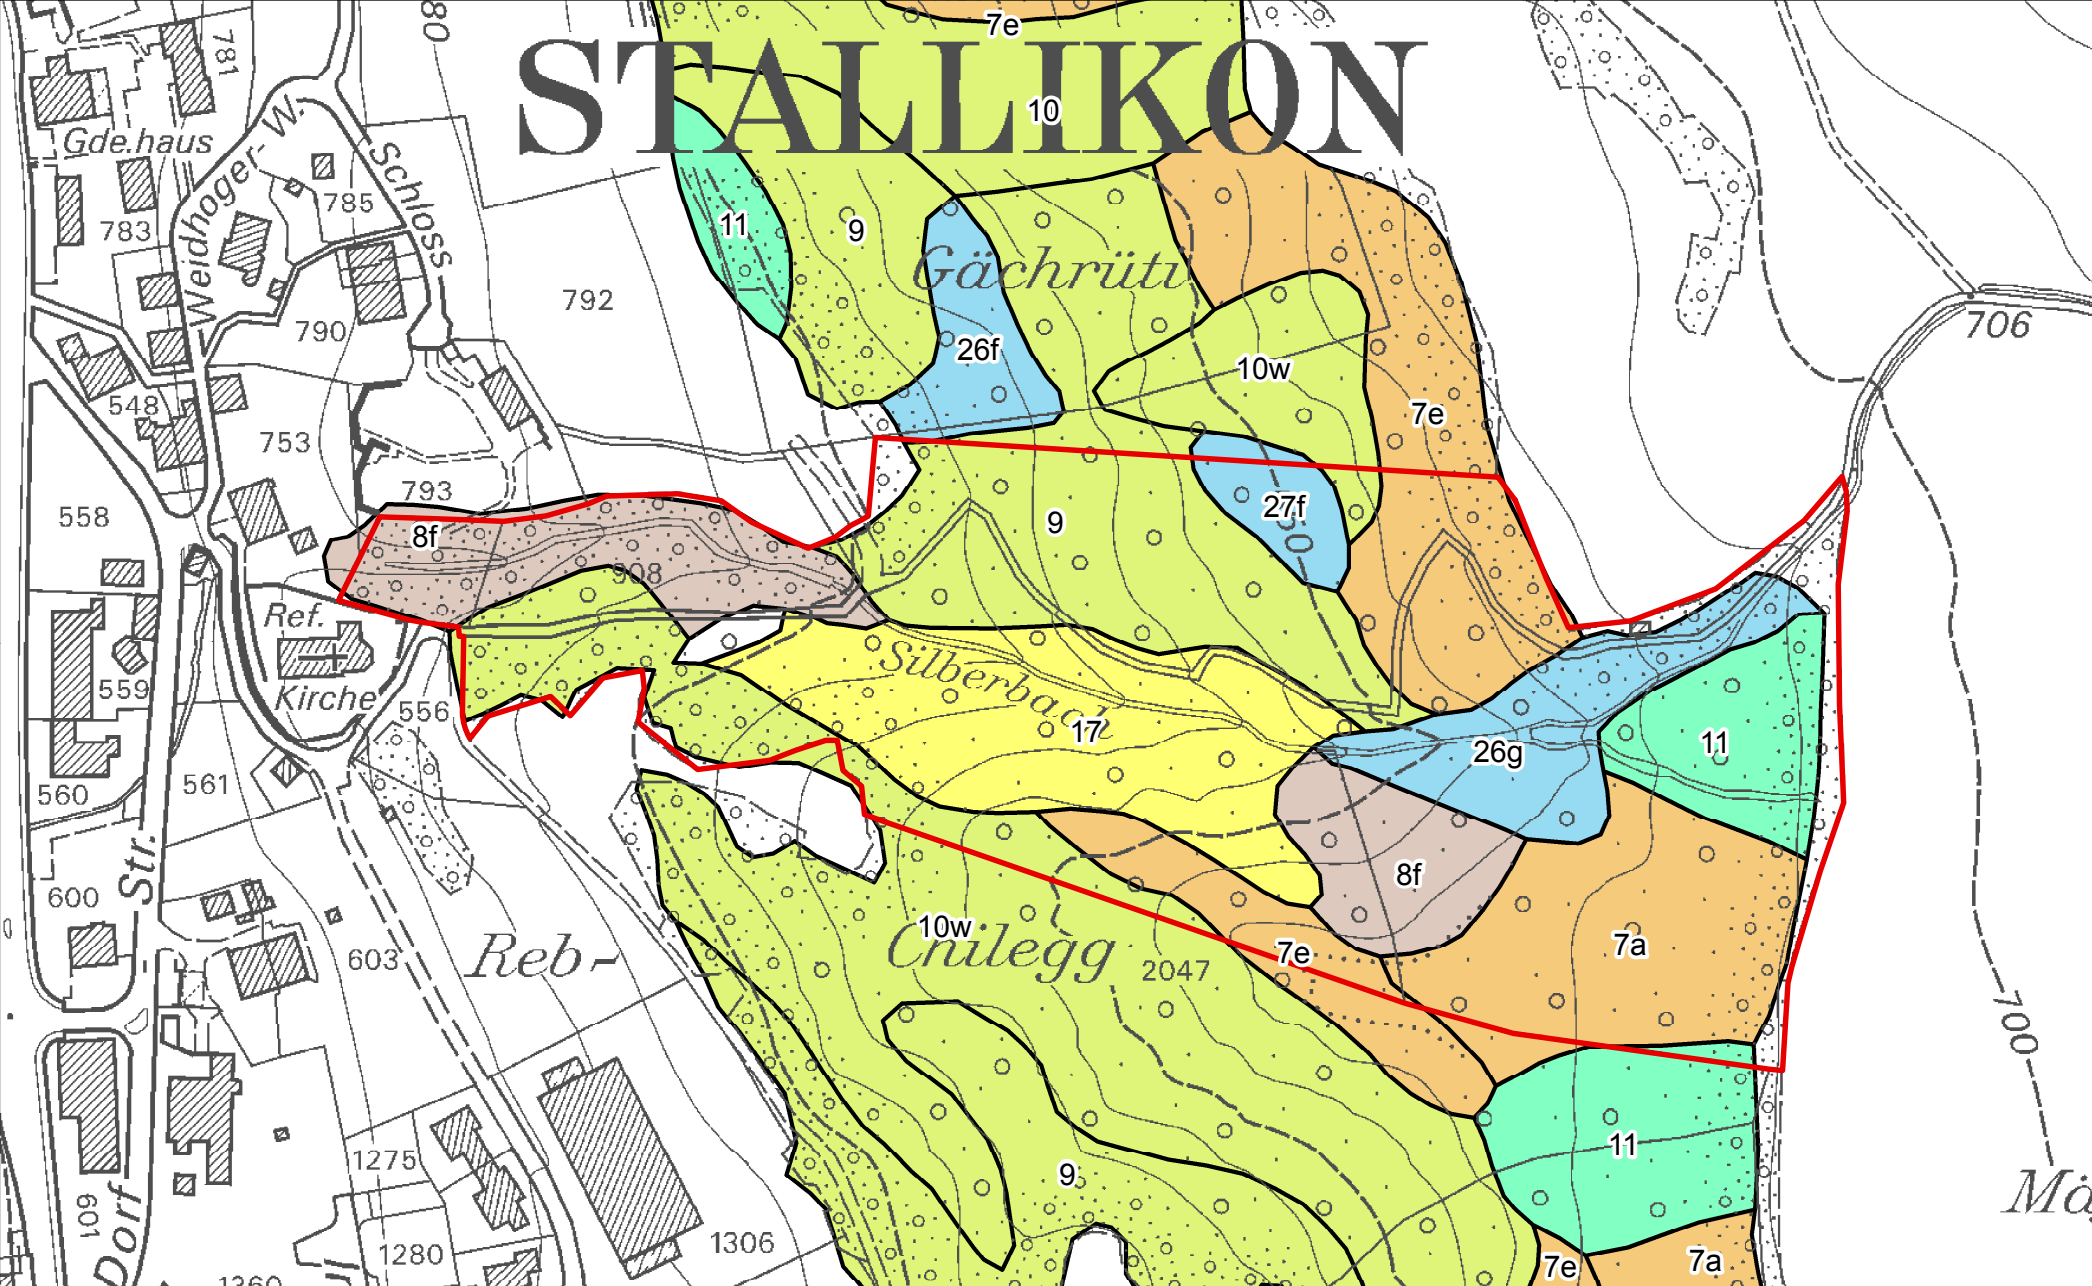 7e
80
781
STALLIKON
10
Gde.haus
Weidhoger-W.
Schloss
785
783
11
9
Gächrüti
792
706
790
26f
10w
548
7e
753
793
558
8f
9
27f
908
Ref.
Kirche
559
556
Silberbach
17
26g
11
561
560
8f
600
Str.
10w
Chilegg
7e
7a
603
Reb-
2047
700
1275
11
9
601
Dorf
1280
1306
7e
7a
1360